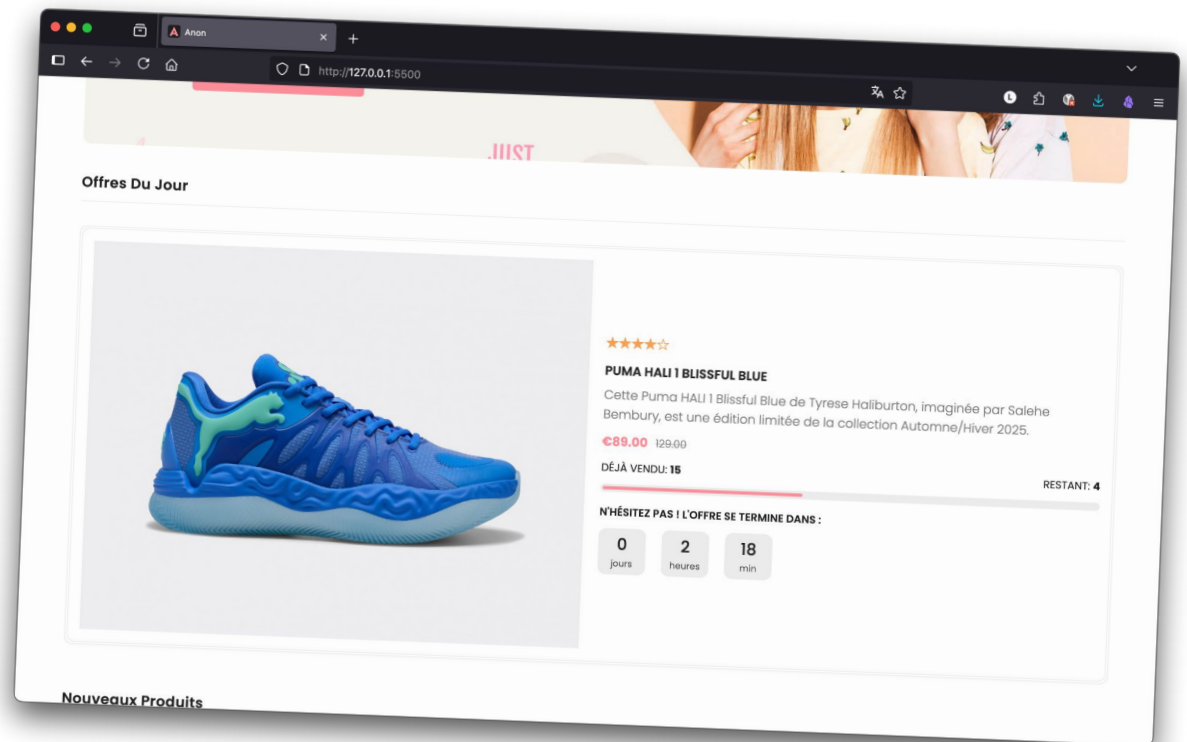 Anon
http://127.0.0.1:5500
JUST
Offres Du Jour
PUMA HALI 1 BLISSFUL BLUE
Cette Puma HALI 1 Blissful Blue de Tyrese Haliburton, imaginée par Salehe
Bembury, est une édition limitée de la collection Automne/Hiver 2025.
€89.00 129.00
DÉJÀ VENDU: 15
RESTANT: 4
N'HÉSITEZ PAS ! L'OFFRE SE TERMINE DANS :
0 2 18
jours heures min
Nouveaux Produits